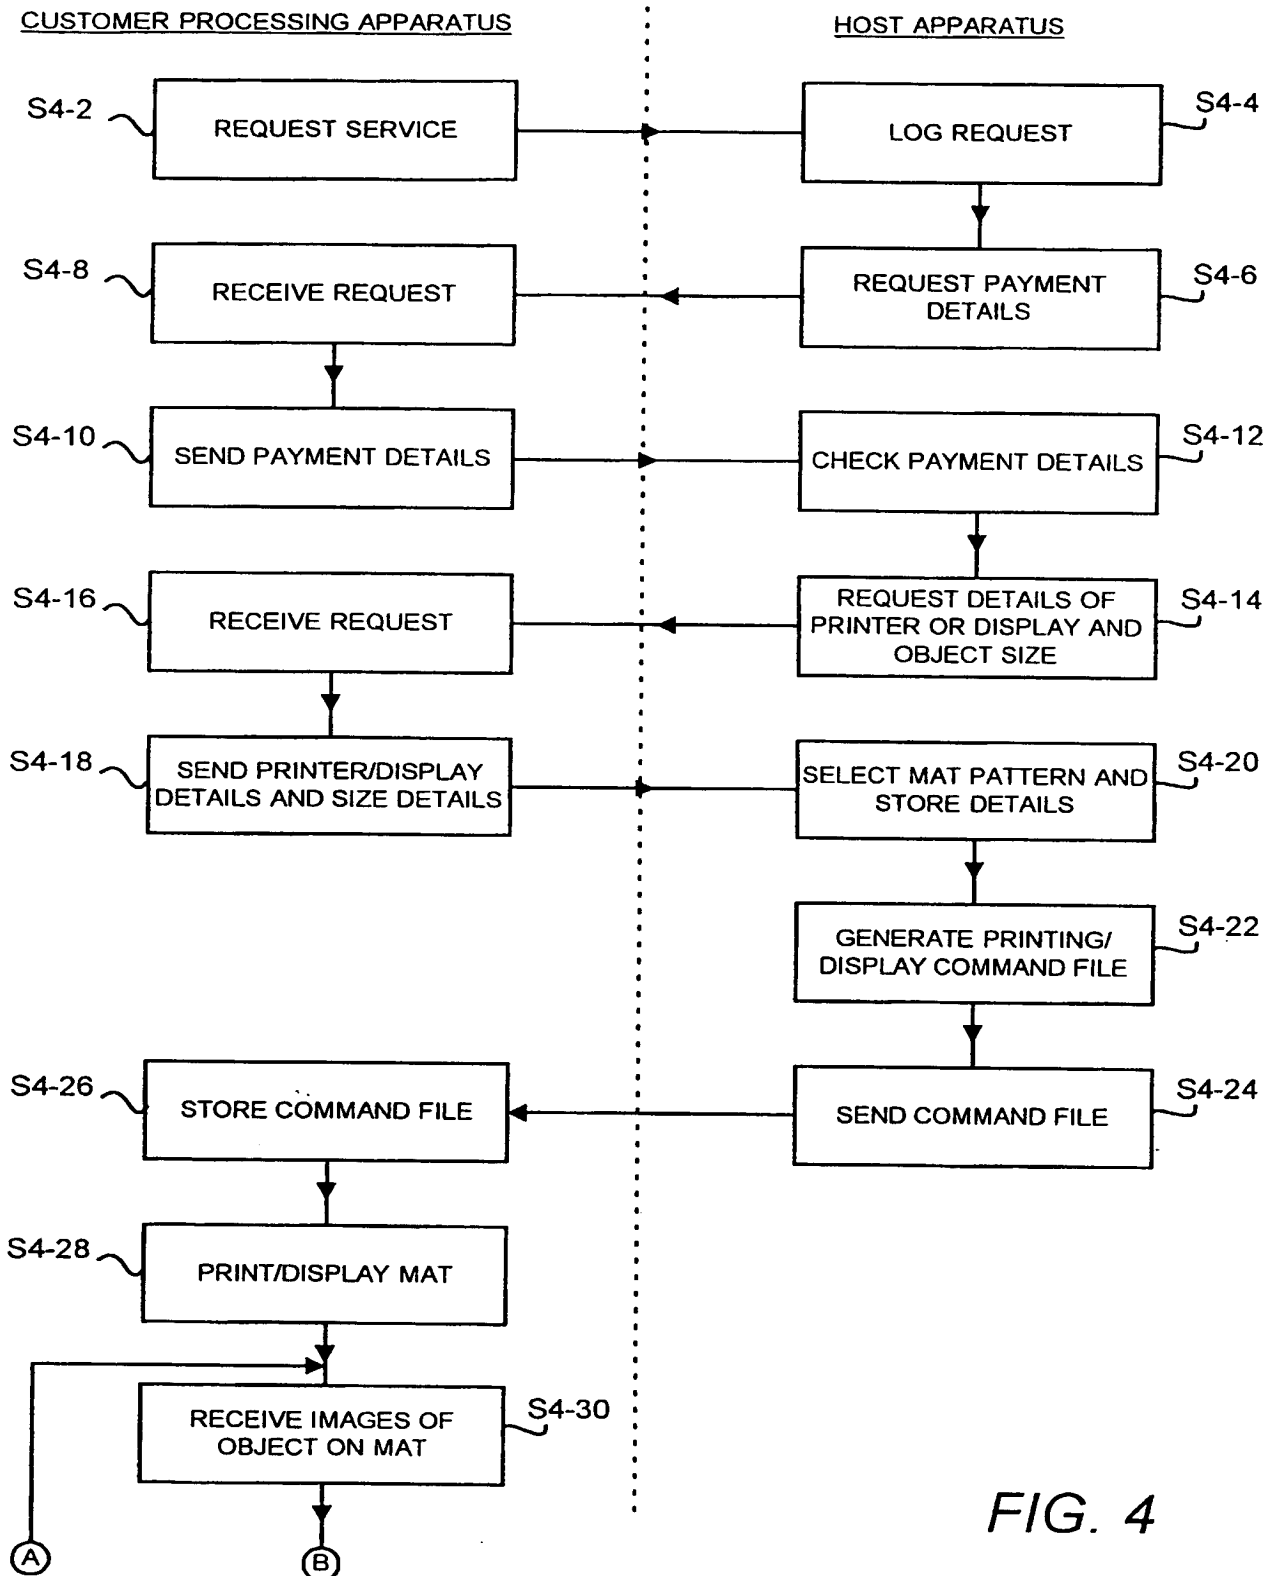 CUSTOMER PROCESSING APPARATUS
HOST APPARATUS
S4-2
REQUEST SERVICE
LOG REQUEST
S4-4
S4-8
RECEIVE REQUEST
REQUEST PAYMENT
DETAILS
S4-6
S4-10
SEND PAYMENT DETAILS
CHECK PAYMENT DETAILS
S4-12
S4-16
RECEIVE REQUEST
REQUEST DETAILS OF
PRINTER OR DISPLAY AND
OBJECT SIZE
S4-14
S4-18
SEND PRINTER/DISPLAY
DETAILS AND SIZE DETAILS
SELECT MAT PATTERN AND
STORE DETAILS
S4-20
GENERATE PRINTING/
DISPLAY COMMAND FILE
S4-22
S4-26
STORE COMMAND FILE
SEND COMMAND FILE
S4-24
S4-28
PRINT/DISPLAY MAT
RECEIVE IMAGES OF
OBJECT ON MAT
S4-30
A
B
FIG. 4